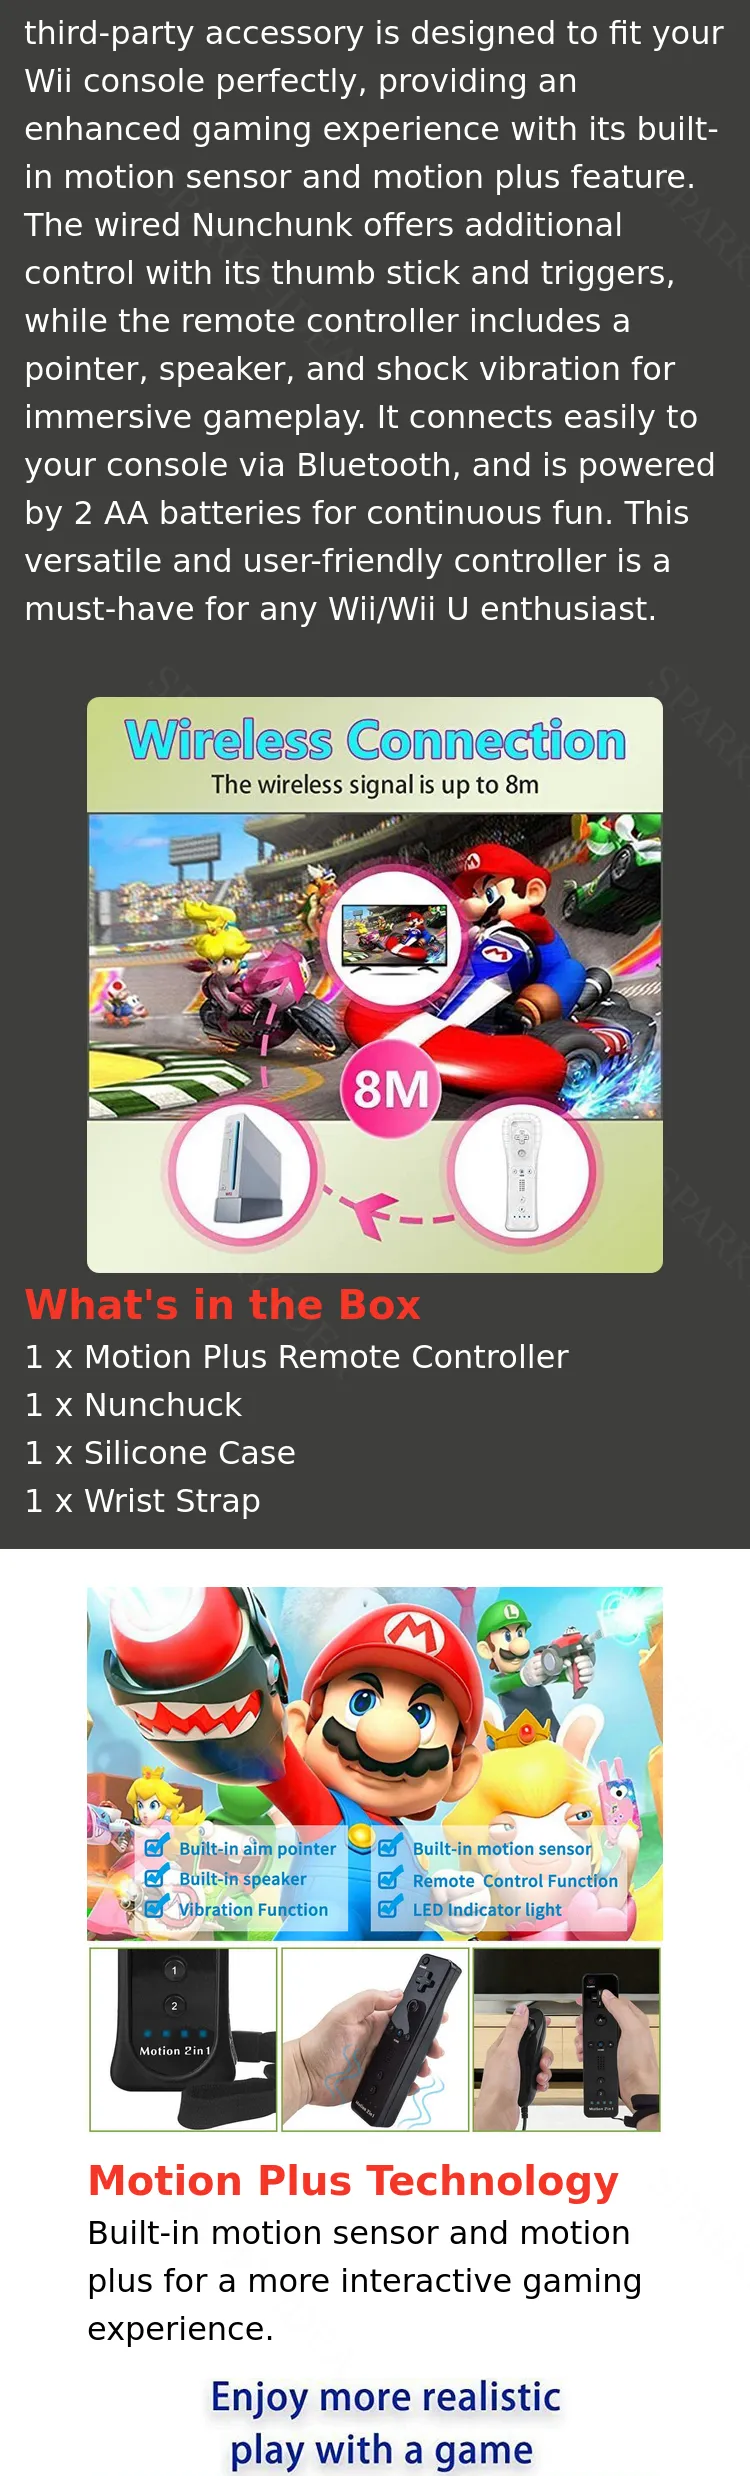 third-party accessory is designed to fit your
Wii console perfectly, providing an
enhanced gaming experience with its built-
in motion sensor and motion plus feature.
The wired Nunchunk offers additional
control with its thumb stick and triggers,
while the remote controller includes a
pointer, speaker, and shock vibration for
immersive gameplay. It connects easily to
your console via Bluetooth, and is powered
by 2 AA batteries for continuous fun. This
versatile and user-friendly controller is a
must-have for any Wii/Wii U enthusiast.
Wireless Connection
The wireless signal is up to 8m
8M
What's in the Box
1 x Motion Plus Remote Controller
1 x Nunchuck
1 x Silicone Case
1 x Wrist Strap
Built-in aim pointer
Built-in motion sensor
Built-in speaker
Remote Control Function
Vibration Function
LED Indicator light
1
2
Motion 2in1
Motion 2in1
Motion 2in1
Motion Plus Technology
Built-in motion sensor and motion
plus for a more interactive gaming
experience.
Enjoy more realistic
play with a game